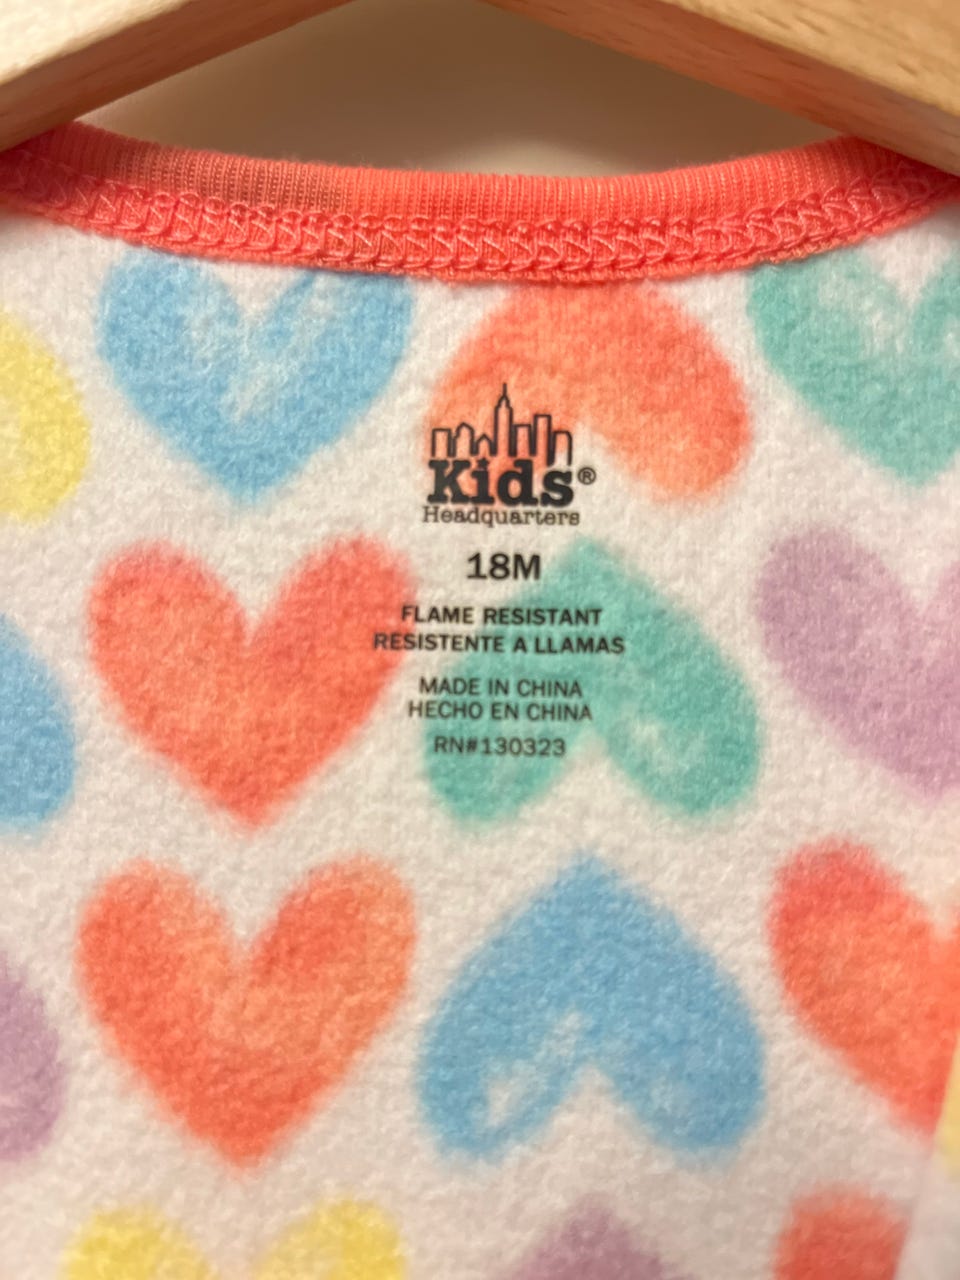 Kids®
Headquarters
18M
FLAME RESISTANT
RESISTENTE A LLAMAS
MADE IN CHINA
HECHO EN CHINA
RN#130323